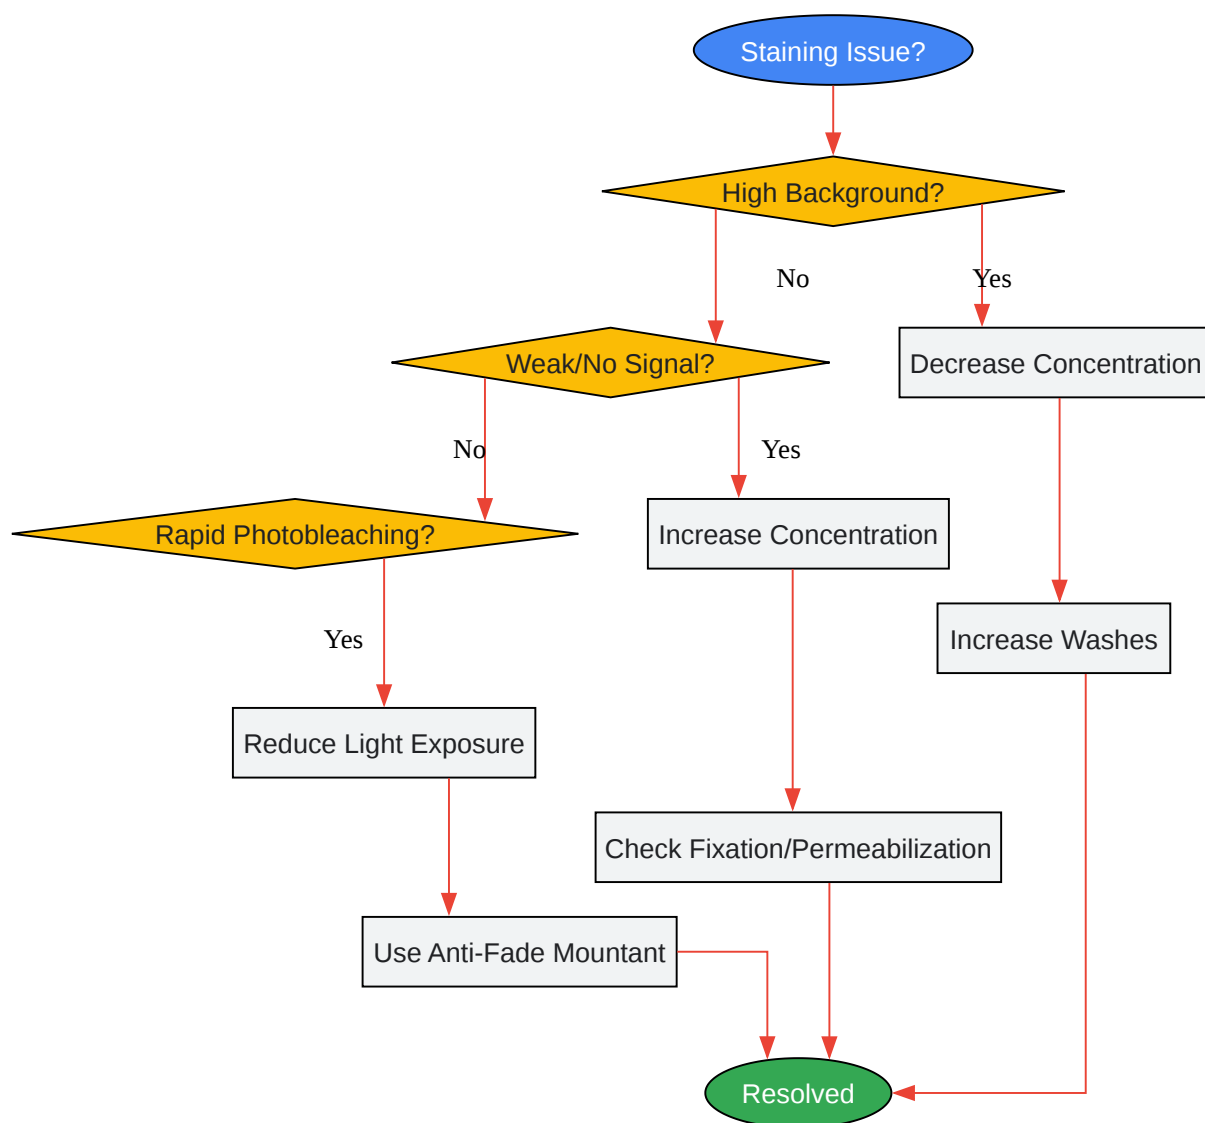 Staining Issue?
High Background?
No
Yes
Weak/No Signal?
Decrease Concentration
No
Yes
Rapid Photobleaching?
Increase Concentration
Yes
Increase Washes
Reduce Light Exposure
Check Fixation/Permeabilization
Use Anti-Fade Mountant
Resolved